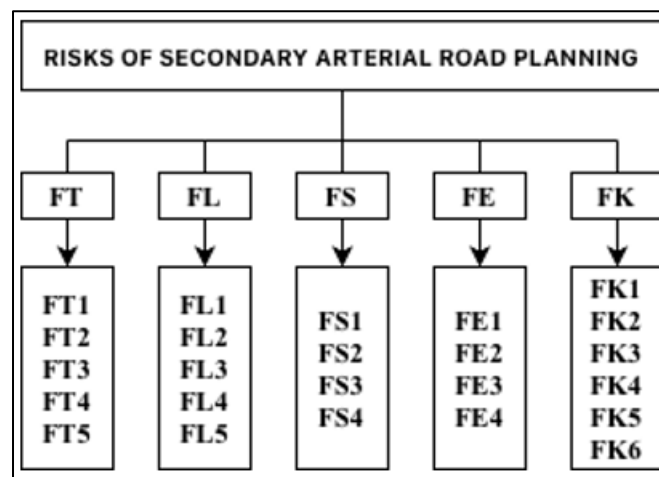 RISKS OF SECONDARY ARTERIAL ROAD PLANNING
FT
FL
FS
FE
FK
FT1
FT2
FT3
FT4
FT5
FL1
FL2
FL3
FL4
FL5
FS1
FS2
FS3
FS4
FE1
FE2
FE3
FE4
FK1
FK2
FK3
FK4
FK5
FK6